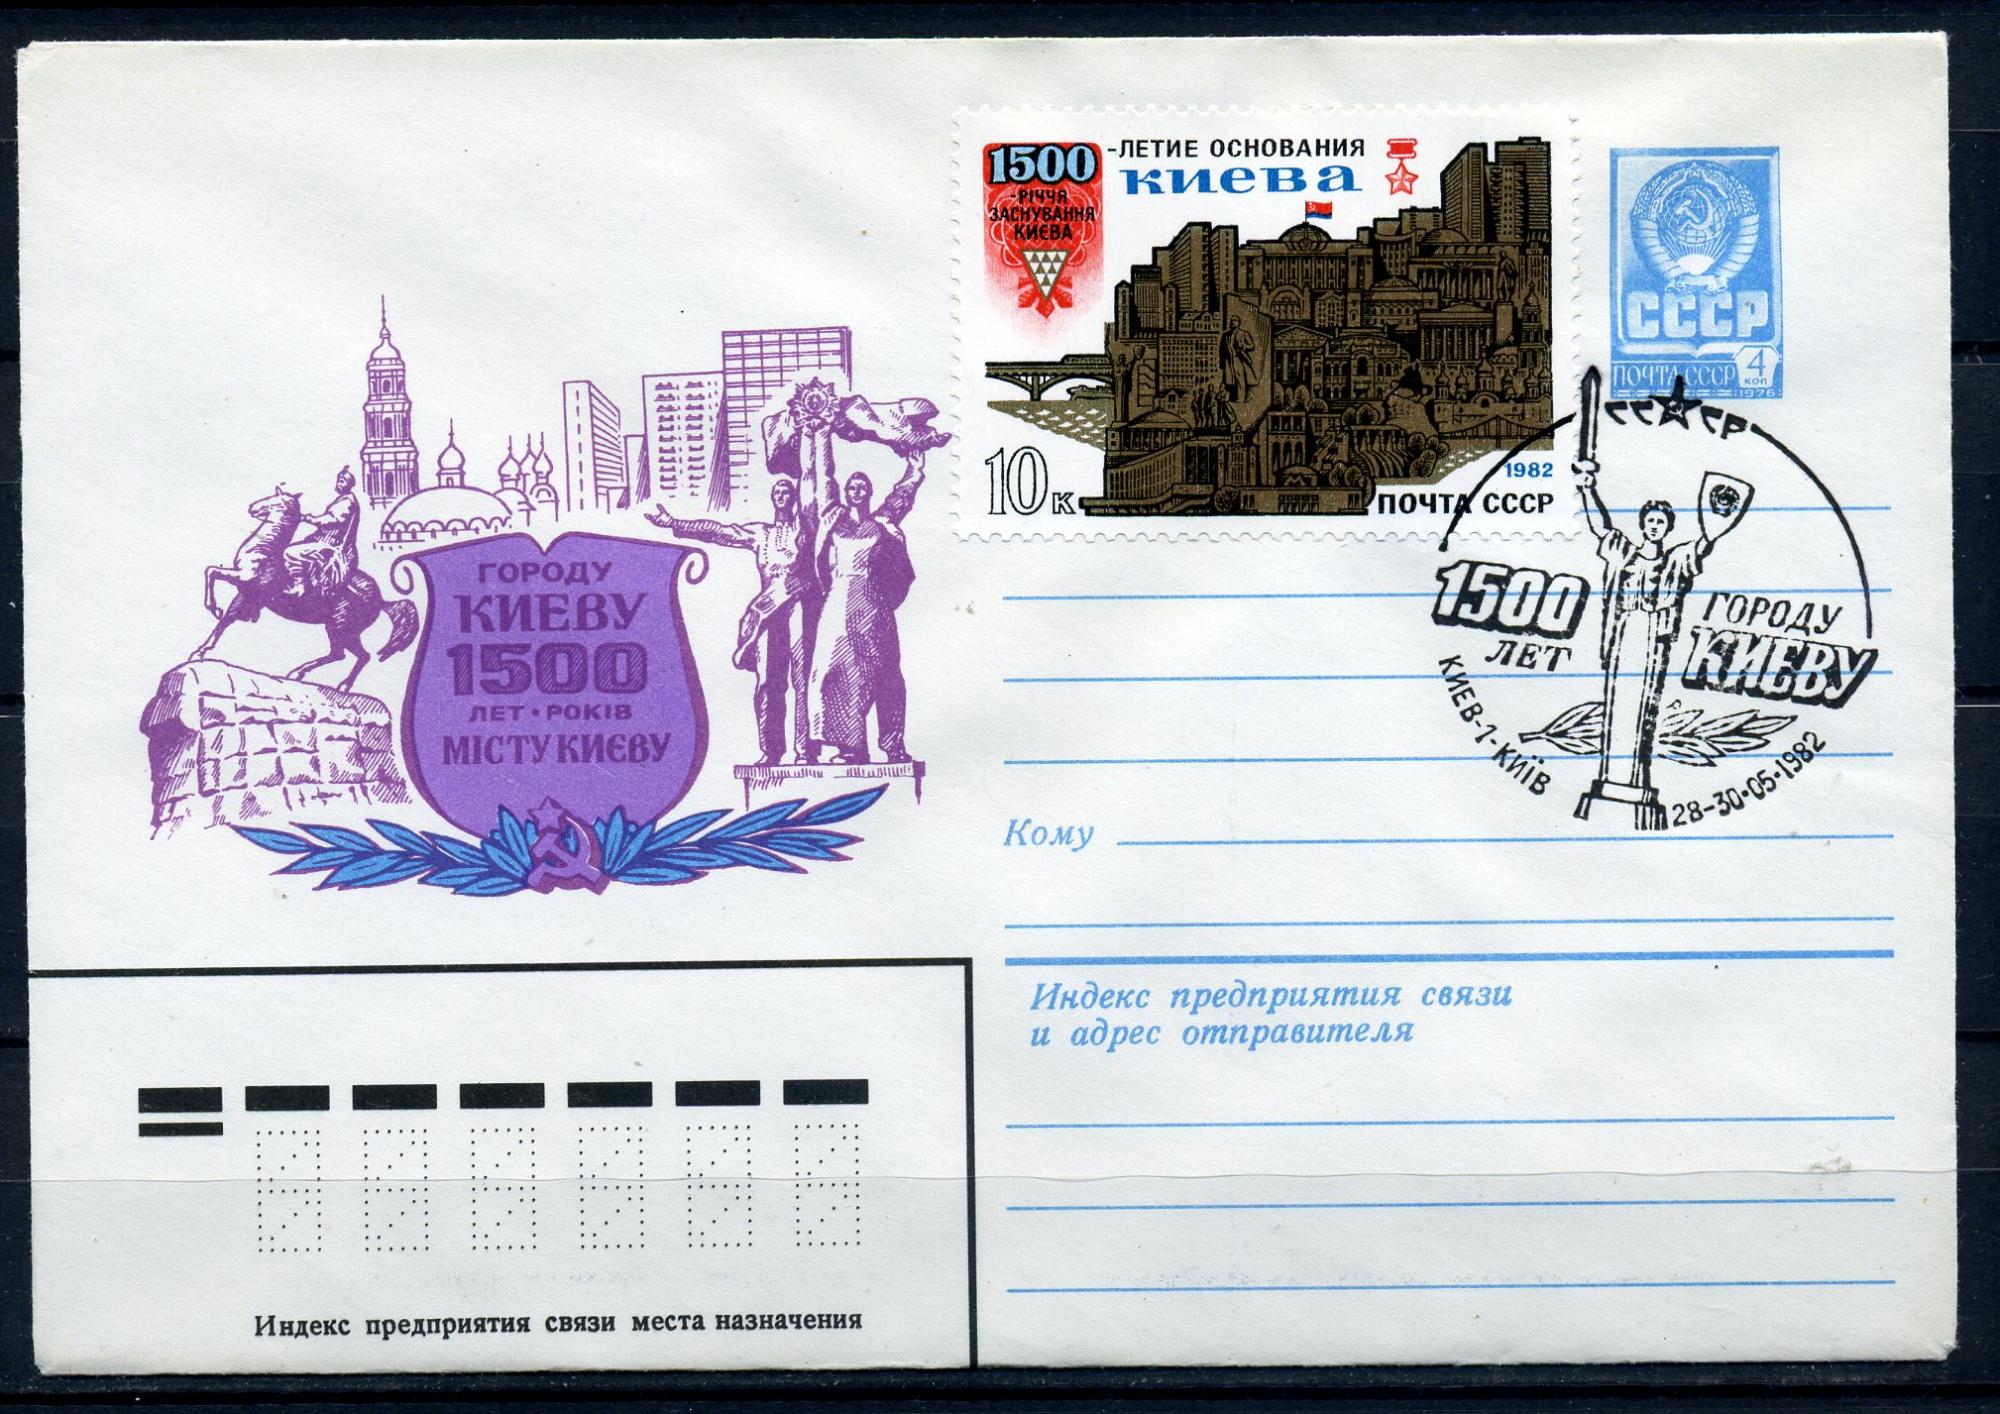 1500
-ЛЕТИЕ ОСНОВАНИЯ
Киева
-РІЧЧЯ
ЗАСНУВАННЯ
КИЄВА
10к
1982
ПОЧТА СССР
СССР
ПОЧТА СССР
4
коп
1976
СССР
1500
ЛЕТ
ГОРОДУ
КИЕВУ
КИЕВ-1-КИЇВ
28-30·05·1982
ГОРОДУ
КИЕВУ
1500
ЛЕТ · РОКІВ
МІСТУ КИЄВУ
Кому
Индекс предприятия связи
и адрес отправителя
Индекс предприятия связи места назначения